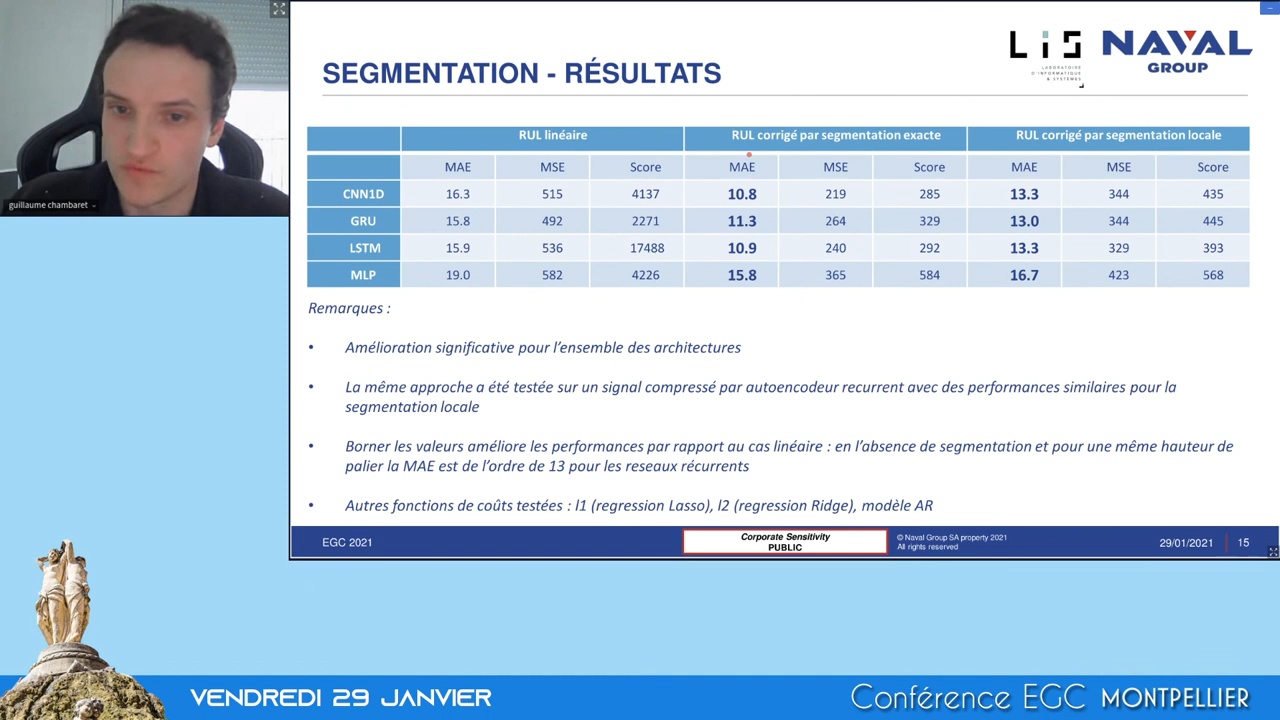 guillaume chambaret
LiS
LABORATOIRE
D'INFORMATIQUE
& SYSTÈMES
NAVAL
GROUP
SEGMENTATION - RÉSULTATS
RUL linéaire RUL corrigé par segmentation exacte RUL corrigé par segmentation locale
MAE MSE Score MAE MSE Score MAE MSE Score
CNN1D 16.3 515 4137 10.8 219 285 13.3 344 435
GRU 15.8 492 2271 11.3 264 329 13.0 344 445
LSTM 15.9 536 17488 10.9 240 292 13.3 329 393
MLP 19.0 582 4226 15.8 365 584 16.7 423 568
Remarques :
• Amélioration significative pour l'ensemble des architectures
• La même approche a été testée sur un signal compressé par autoencodeur recurrent avec des performances similaires pour la
segmentation locale
• Borner les valeurs améliore les performances par rapport au cas linéaire : en l'absence de segmentation et pour une même hauteur de
palier la MAE est de l'ordre de 13 pour les reseaux récurrents
• Autres fonctions de coûts testées : l1 (regression Lasso), l2 (regression Ridge), modèle AR
EGC 2021
Corporate Sensitivity
PUBLIC
© Naval Group SA property 2021
All rights reserved
29/01/2021 15
VENDREDI 29 JANVIER
Conférence EGC MONTPELLIER